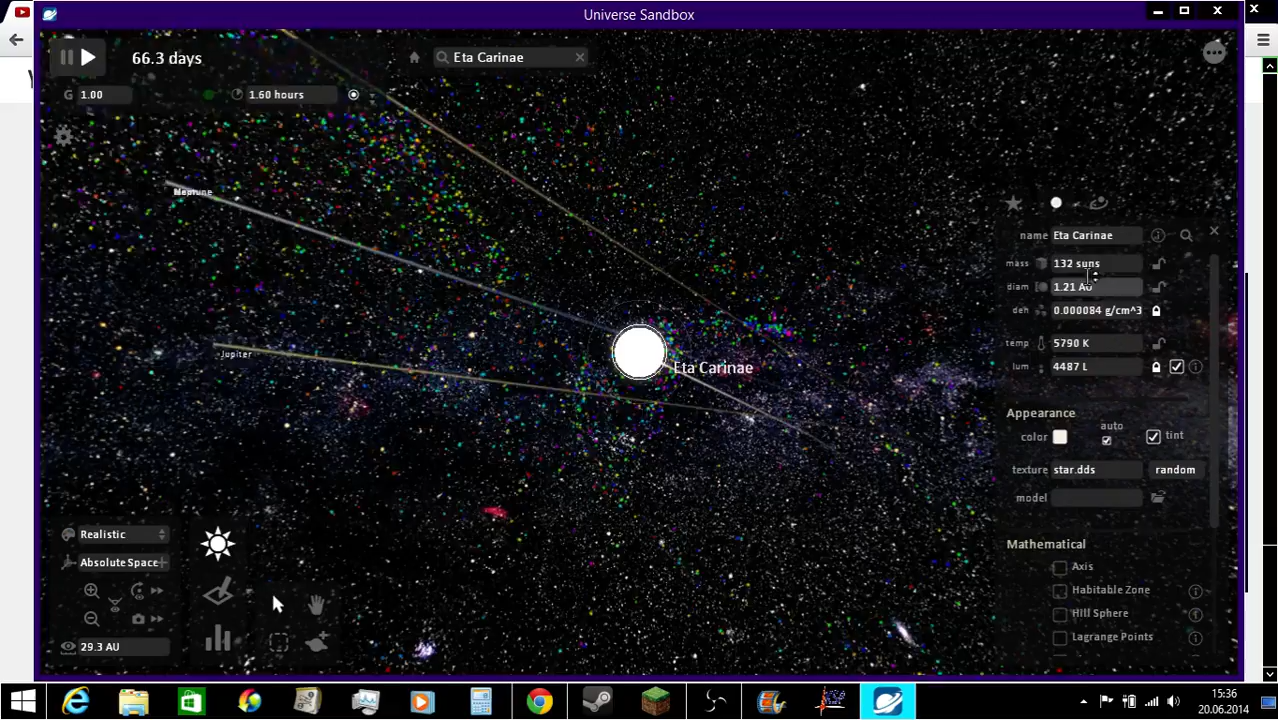 Universe Sandbox
66.3 days
Eta Carinae
G 1.00
1.60 hours
Jupiter
Eta Carinae
name Eta Carinae
mass 132 suns
diam 1.21 AU
den 0.000084 g/cm^3
temp 5790 K
lum 4487 L
Appearance
color
auto
tint
texture star.dds random
model
Mathematical
Axis
Habitable Zone
Hill Sphere
Lagrange Points
Realistic
Absolute Space
29.3 AU
15:36
20.06.2014